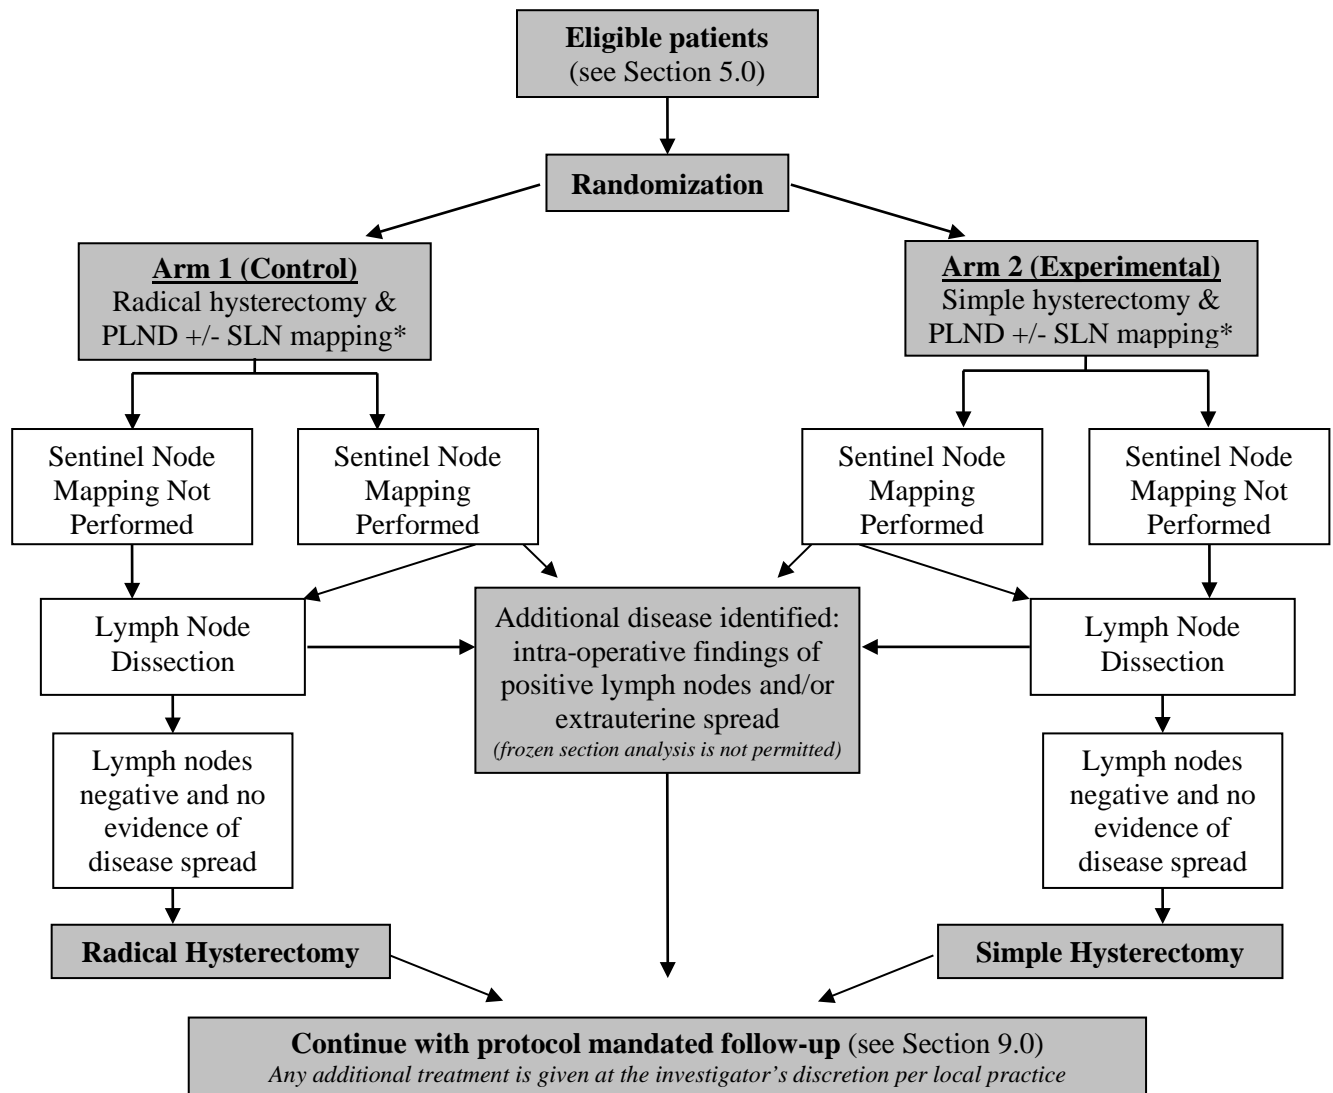 Eligible patients
(see Section 5.0)
Randomization
Arm 1 (Control)
Radical hysterectomy &
PLND +/- SLN mapping*
Arm 2 (Experimental)
Simple hysterectomy &
PLND +/- SLN mapping*
Sentinel Node
Mapping Not
Performed
Sentinel Node
Mapping
Performed
Sentinel Node
Mapping
Performed
Sentinel Node
Mapping Not
Performed
Lymph Node
Dissection
Additional disease identified:
intra-operative findings of
positive lymph nodes and/or
extrauterine spread
(frozen section analysis is not permitted)
Lymph Node
Dissection
Lymph nodes
negative and no
evidence of
disease spread
Lymph nodes
negative and no
evidence of
disease spread
Radical Hysterectomy
Simple Hysterectomy
Continue with protocol mandated follow-up (see Section 9.0)
Any additional treatment is given at the investigator's discretion per local practice